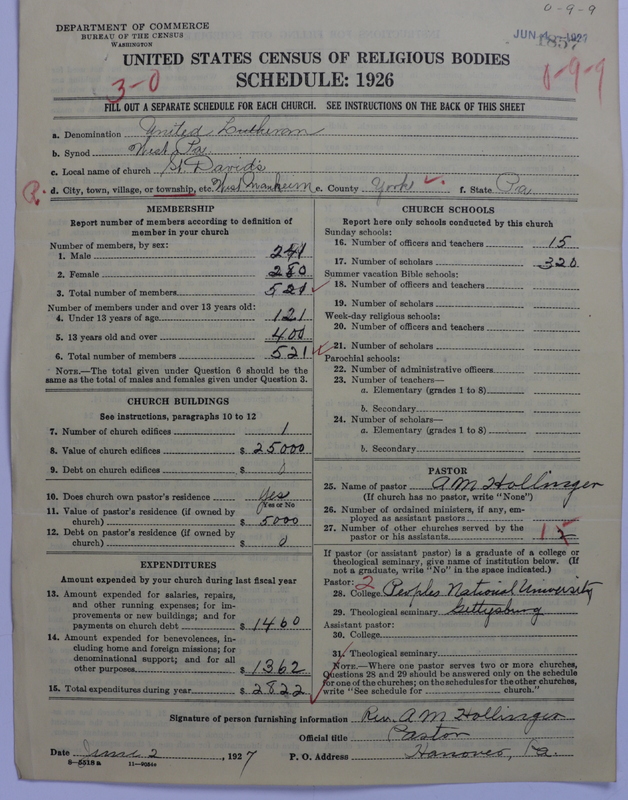 0-9-9
DEPARTMENT OF COMMERCE
BUREAU OF THE CENSUS
WASHINGTON
JUN 1927
1857
UNITED STATES CENSUS OF RELIGIOUS BODIES
SCHEDULE: 1926
3-0
0-9-9
FILL OUT A SEPARATE SCHEDULE FOR EACH CHURCH. SEE INSTRUCTIONS ON THE BACK OF THIS SHEET
a. Denomination United Lutheran
b. Synod West Pa.
c. Local name of church St. David's
R. d. City, town, village, or township, etc. West Manheim e. County York ✓. f. State Pa
MEMBERSHIP
Report number of members according to definition of
member in your church
Number of members, by sex:
1. Male 241
2. Female 280
3. Total number of members 521 ✓
Number of members under and over 13 years old:
4. Under 13 years of age 121
5. 13 years old and over 400
6. Total number of members 521 ✓
NOTE.—The total given under Question 6 should be the
same as the total of males and females given under Question 3.
CHURCH BUILDINGS
See instructions, paragraphs 10 to 12
7. Number of church edifices 1
8. Value of church edifices $ 25000
9. Debt on church edifices $ 0
10. Does church own pastor's residence Yes
(Yes or No
11. Value of pastor's residence (if owned by
church) $ 5000
12. Debt on pastor's residence (if owned by
church) $ 0
EXPENDITURES
Amount expended by your church during last fiscal year
13. Amount expended for salaries, repairs,
and other running expenses; for im-
provements or new buildings; and for
payments on church debt $ 1460
14. Amount expended for benevolences, in-
cluding home and foreign missions; for
denominational support; and for all
other purposes $ 1362
15. Total expenditures during year $ 2822 ✓
CHURCH SCHOOLS
Report here only schools conducted by this church
Sunday schools:
16. Number of officers and teachers 15
17. Number of scholars 320
Summer vacation Bible schools:
18. Number of officers and teachers
19. Number of scholars
Week-day religious schools:
20. Number of officers and teachers
21. Number of scholars
Parochial schools:
22. Number of administrative officers
23. Number of teachers—
a. Elementary (grades 1 to 8)
b. Secondary
24. Number of scholars—
a. Elementary (grades 1 to 8)
b. Secondary
PASTOR
25. Name of pastor A M Hollinger
(If church has no pastor, write "None")
26. Number of ordained ministers, if any, em-
ployed as assistant pastors
27. Number of other churches served by the
pastor or his assistants 1
If pastor (or assistant pastor) is a graduate of a college or
theological seminary, give name of institution below. (If
not a graduate, write "No" in the space indicated.)
Pastor: 2
28. College Peoples National University
29. Theological seminary Gettysburg
Assistant pastor:
30. College
31. Theological seminary
NOTE.—Where one pastor serves two or more churches,
Questions 28 and 29 should be answered only on the schedule
for one of the churches; on the schedules for the other churches,
write "See schedule for church."
Signature of person furnishing information Rev. A M Hollinger
Official title Pastor
Date June 2, 1927 P. O. Address Hanover, Pa.
8—5518 a 11—9064